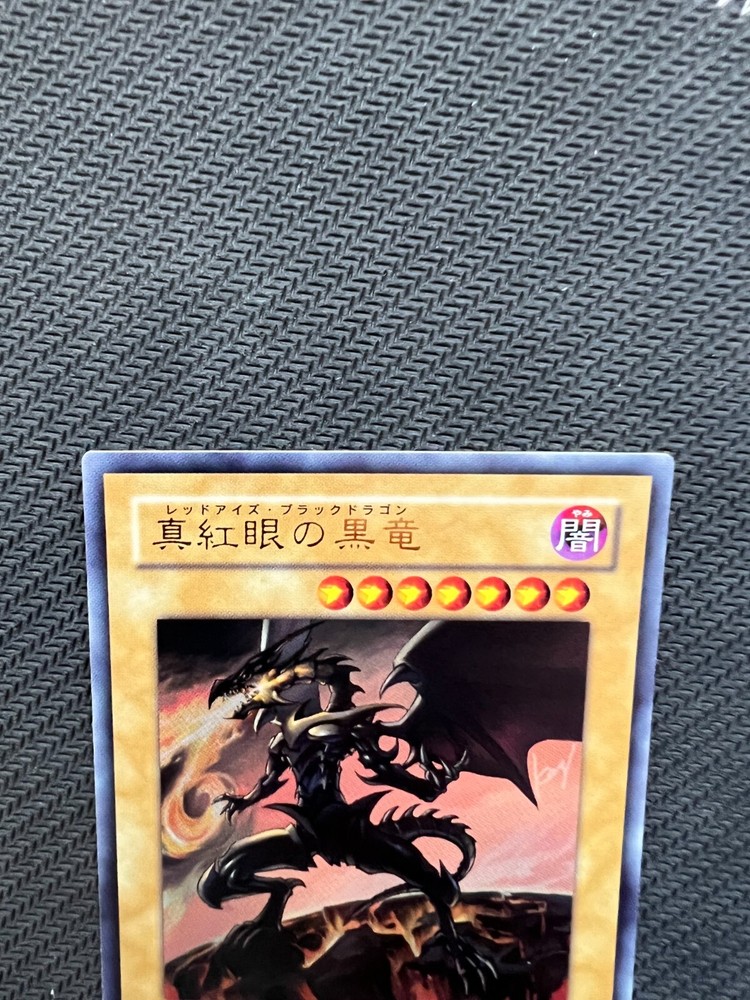 レッドアイズ・ブラックドラゴン
真紅眼の黒竜
やみ
闇